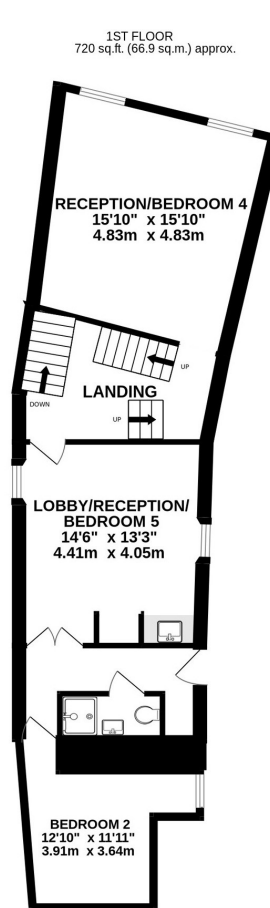 1ST FLOOR
720 sq.ft. (66.9 sq.m.) approx.
RECEPTION/BEDROOM 4
15'10" x 15'10"
4.83m x 4.83m
UP
LANDING
DOWN
UP
LOBBY/RECEPTION/
BEDROOM 5
14'6" x 13'3"
4.41m x 4.05m
BEDROOM 2
12'10" x 11'11"
3.91m x 3.64m